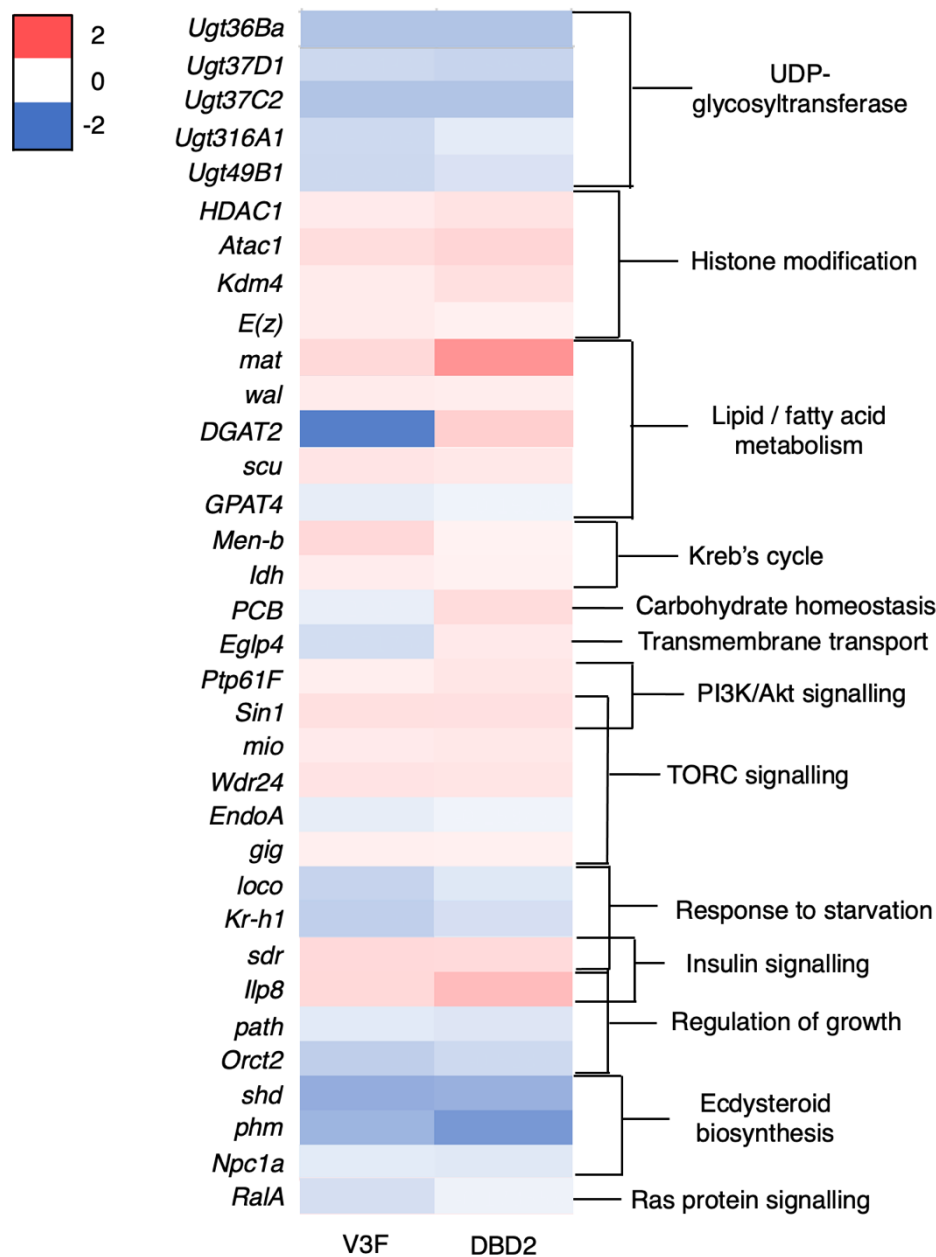 2
0
-2
Ugt36Ba
Ugt37D1
Ugt37C2
Ugt316A1
Ugt49B1
HDAC1
Atac1
Kdm4
E(z)
mat
wal
DGAT2
scu
GPAT4
Men-b
Idh
PCB
Eglp4
Ptp61F
Sin1
mio
Wdr24
EndoA
gig
loco
Kr-h1
sdr
Ilp8
path
Orct2
shd
phm
Npc1a
RalA
UDP-
glycosyltransferase
Histone modification
Lipid / fatty acid
metabolism
Kreb's cycle
Carbohydrate homeostasis
Transmembrane transport
PI3K/Akt signalling
TORC signalling
Response to starvation
Insulin signalling
Regulation of growth
Ecdysteroid
biosynthesis
Ras protein signalling
V3F
DBD2